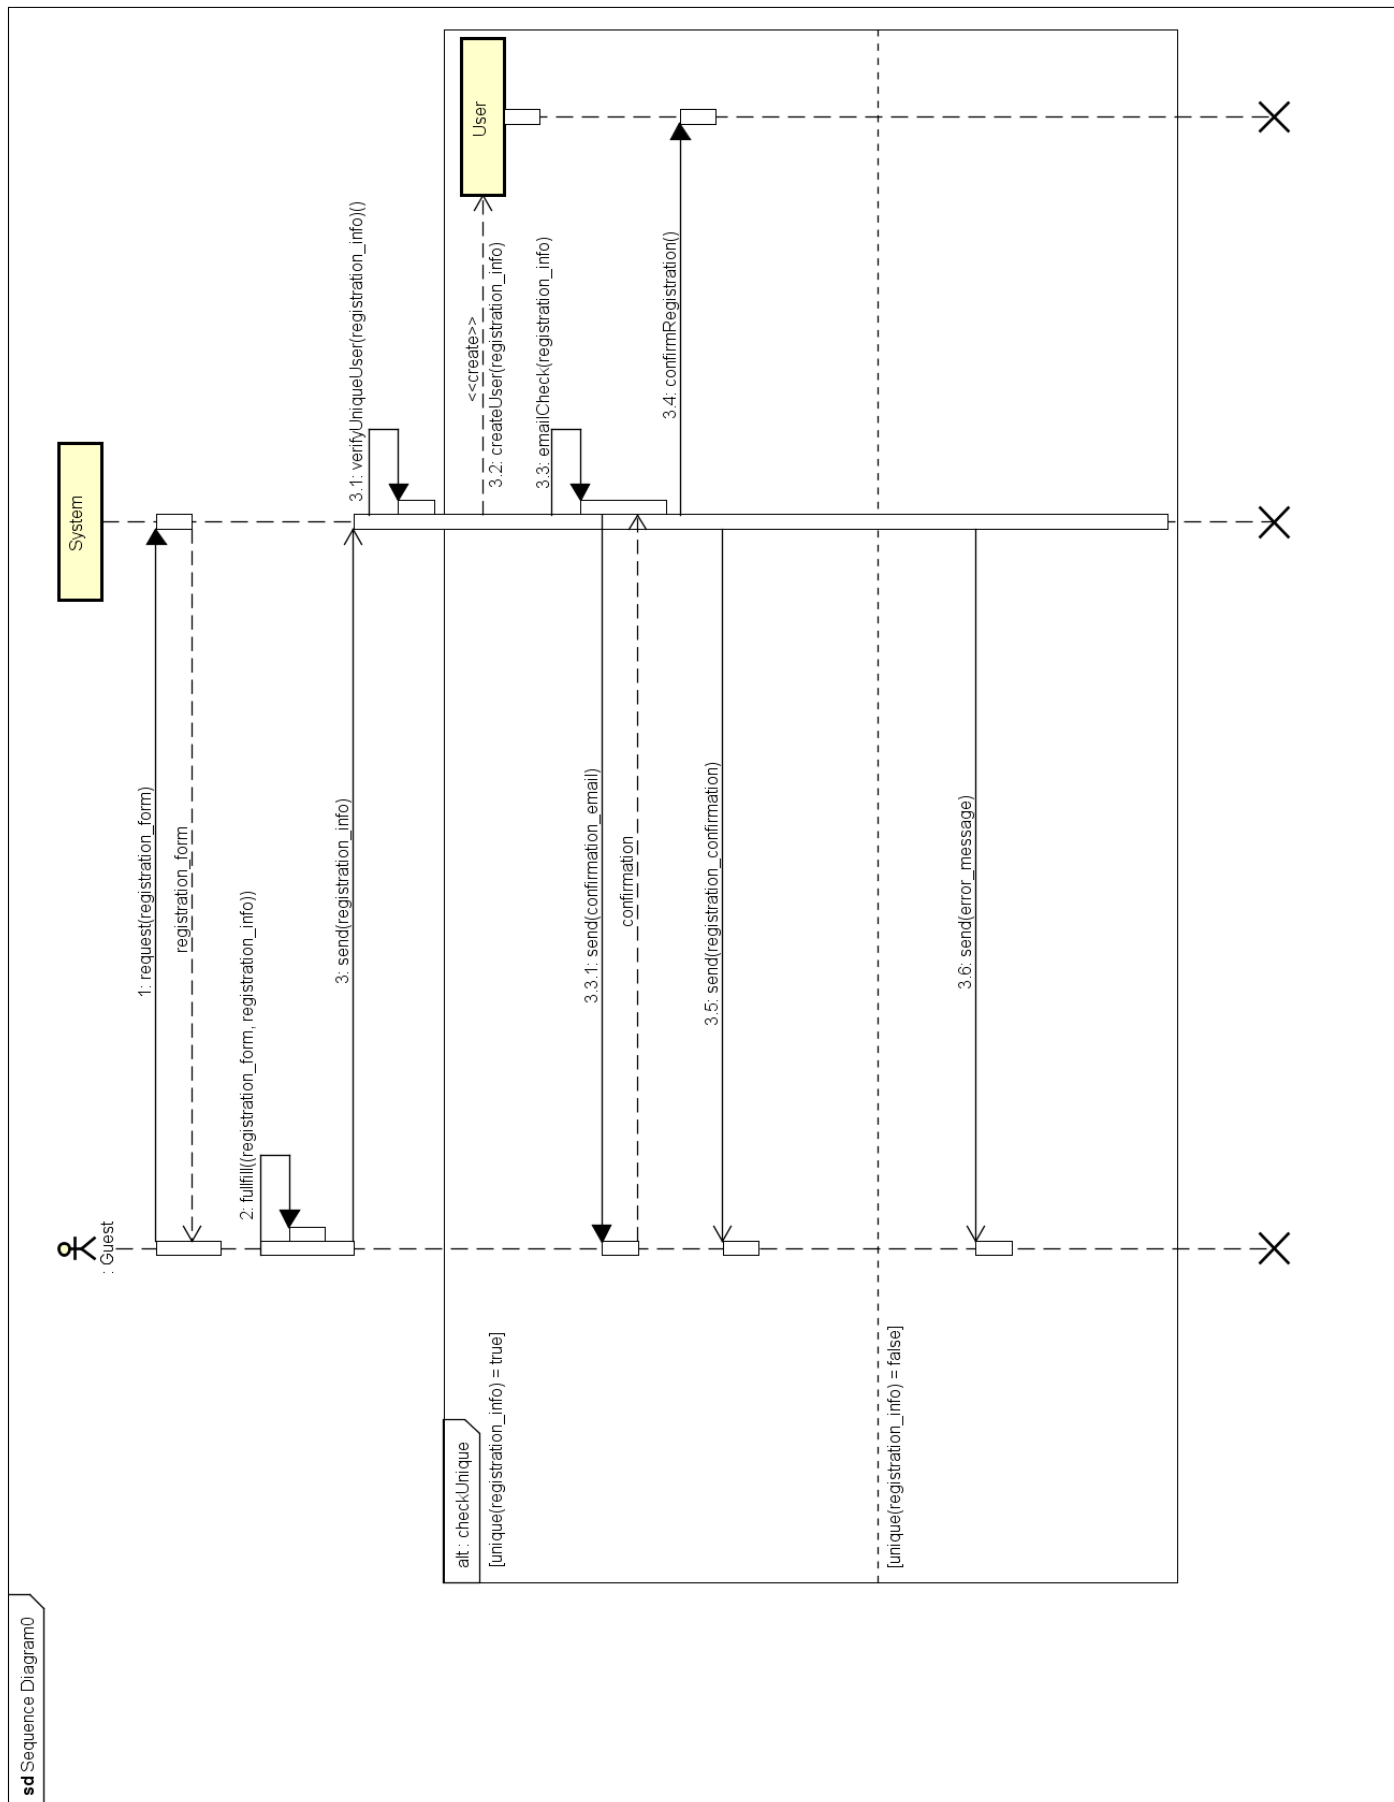 sd Sequence Diagram0
: Guest
System
1: request(registration_form)
registration_form
2: fullfill((registration_form, registration_info))
3: send(registration_info)
3.1: verifyUniqueUser(registration_info)()
alt : checkUnique
[unique(registration_info) = true]
User
<<create>>
3.2: createUser(registration_info)
3.3: emailCheck(registration_info)
3.3.1: send(confirmation_email)
confirmation
3.4: confirmRegistration()
3.5: send(registration_confirmation)
[unique(registration_info) = false]
3.6: send(error_message)